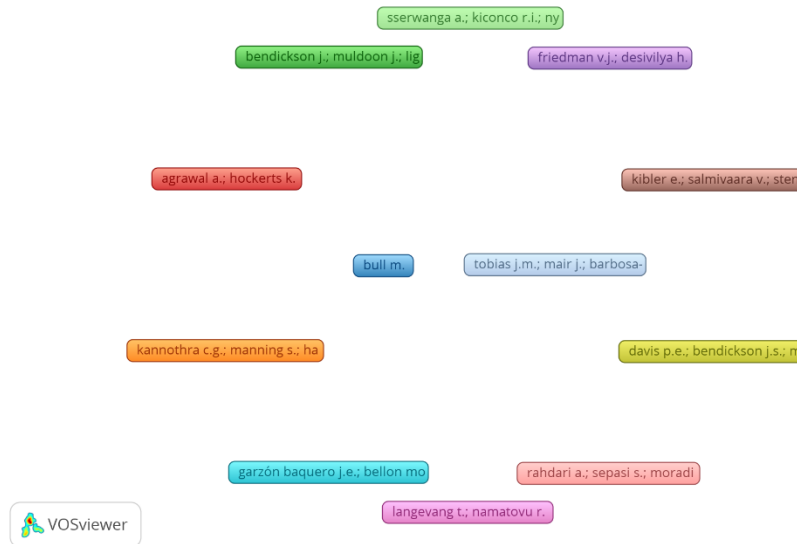 sserwanga a.; kiconco r.i.; ny
bendickson j.; muldoon j.; lig
friedman v.j.; desivilya h.
agrawal a.; hockerts k.
kibler e.; salmivaara v.; sten
bull m.
tobias j.m.; mair j.; barbosa-
kannothra c.g.; manning s.; ha
davis p.e.; bendickson j.s.; m
garzón baquero j.e.; bellon mo
rahdari a.; sepasi s.; moradi
langevang t.; namatovu r.
VOSviewer